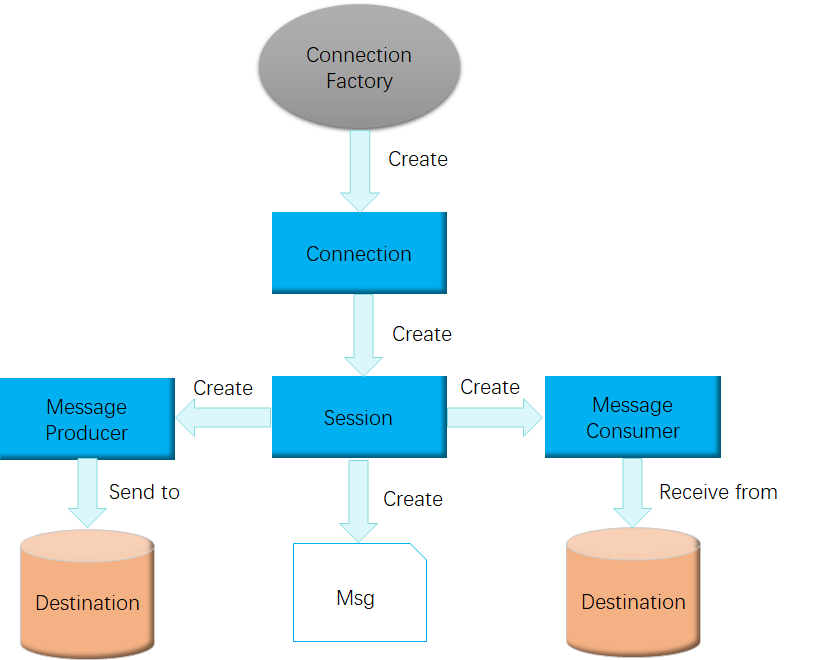 Connection
Factory
Create
Connection
Create
Create
Create
Message
Producer
Session
Message
Consumer
Send to
Create
Receive from
Destination
Msg
Destination